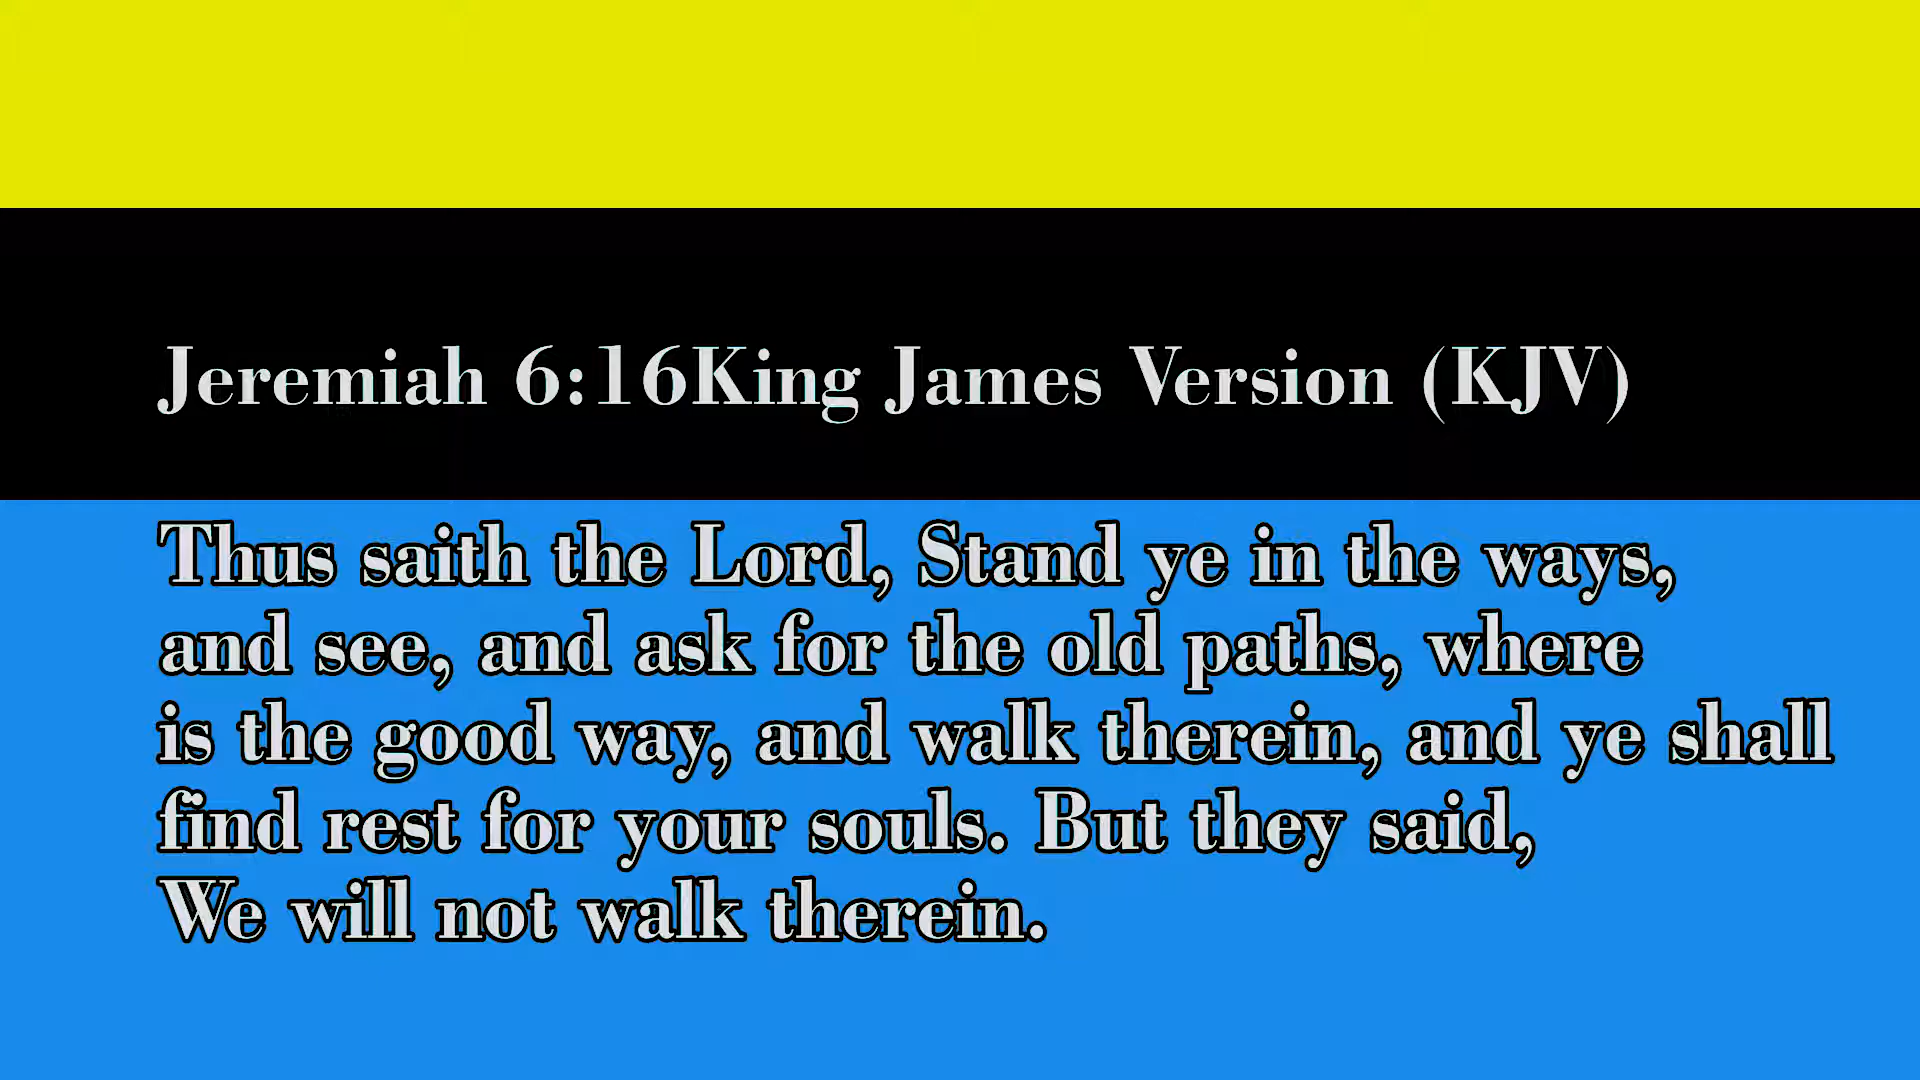 Jeremiah 6:16King James Version (KJV)
Thus saith the Lord, Stand ye in the ways,
and see, and ask for the old paths, where
is the good way, and walk therein, and ye shall
find rest for your souls. But they said,
We will not walk therein.